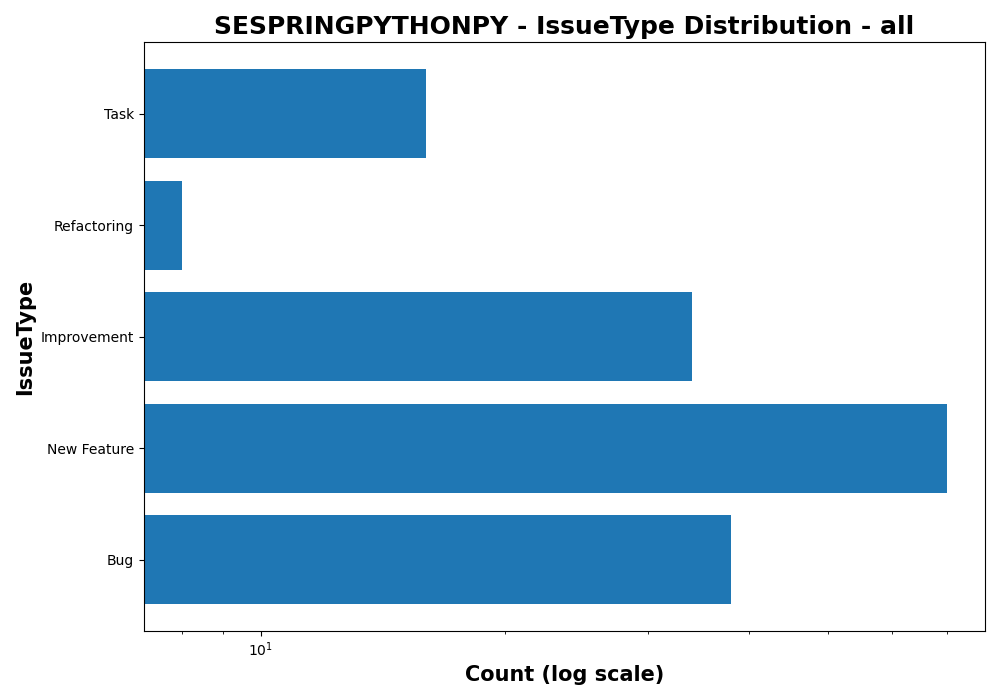 SESPRINGPYTHONPY - IssueType Distribution - all
Task
Refactoring
Improvement
New Feature
Bug
IssueType
10¹
Count (log scale)